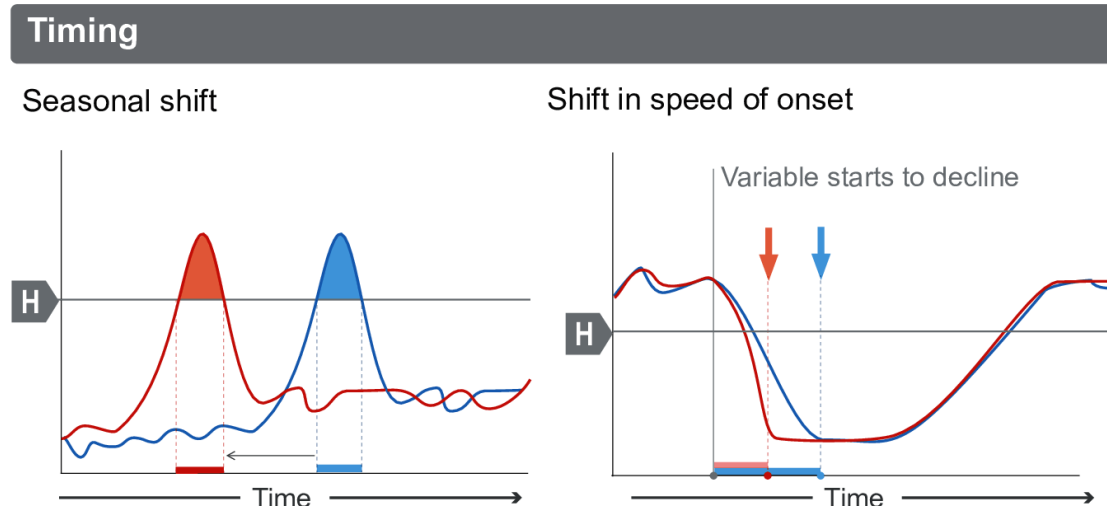 Timing
Seasonal shift
Shift in speed of onset
Variable starts to decline
H
H
Time
Time